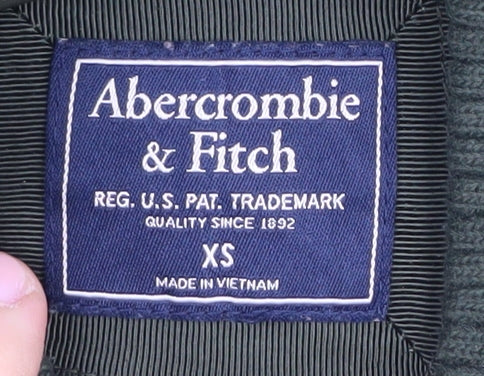 Abercrombie
& Fitch
REG. U.S. PAT. TRADEMARK
QUALITY SINCE 1892
XS
MADE IN VIETNAM